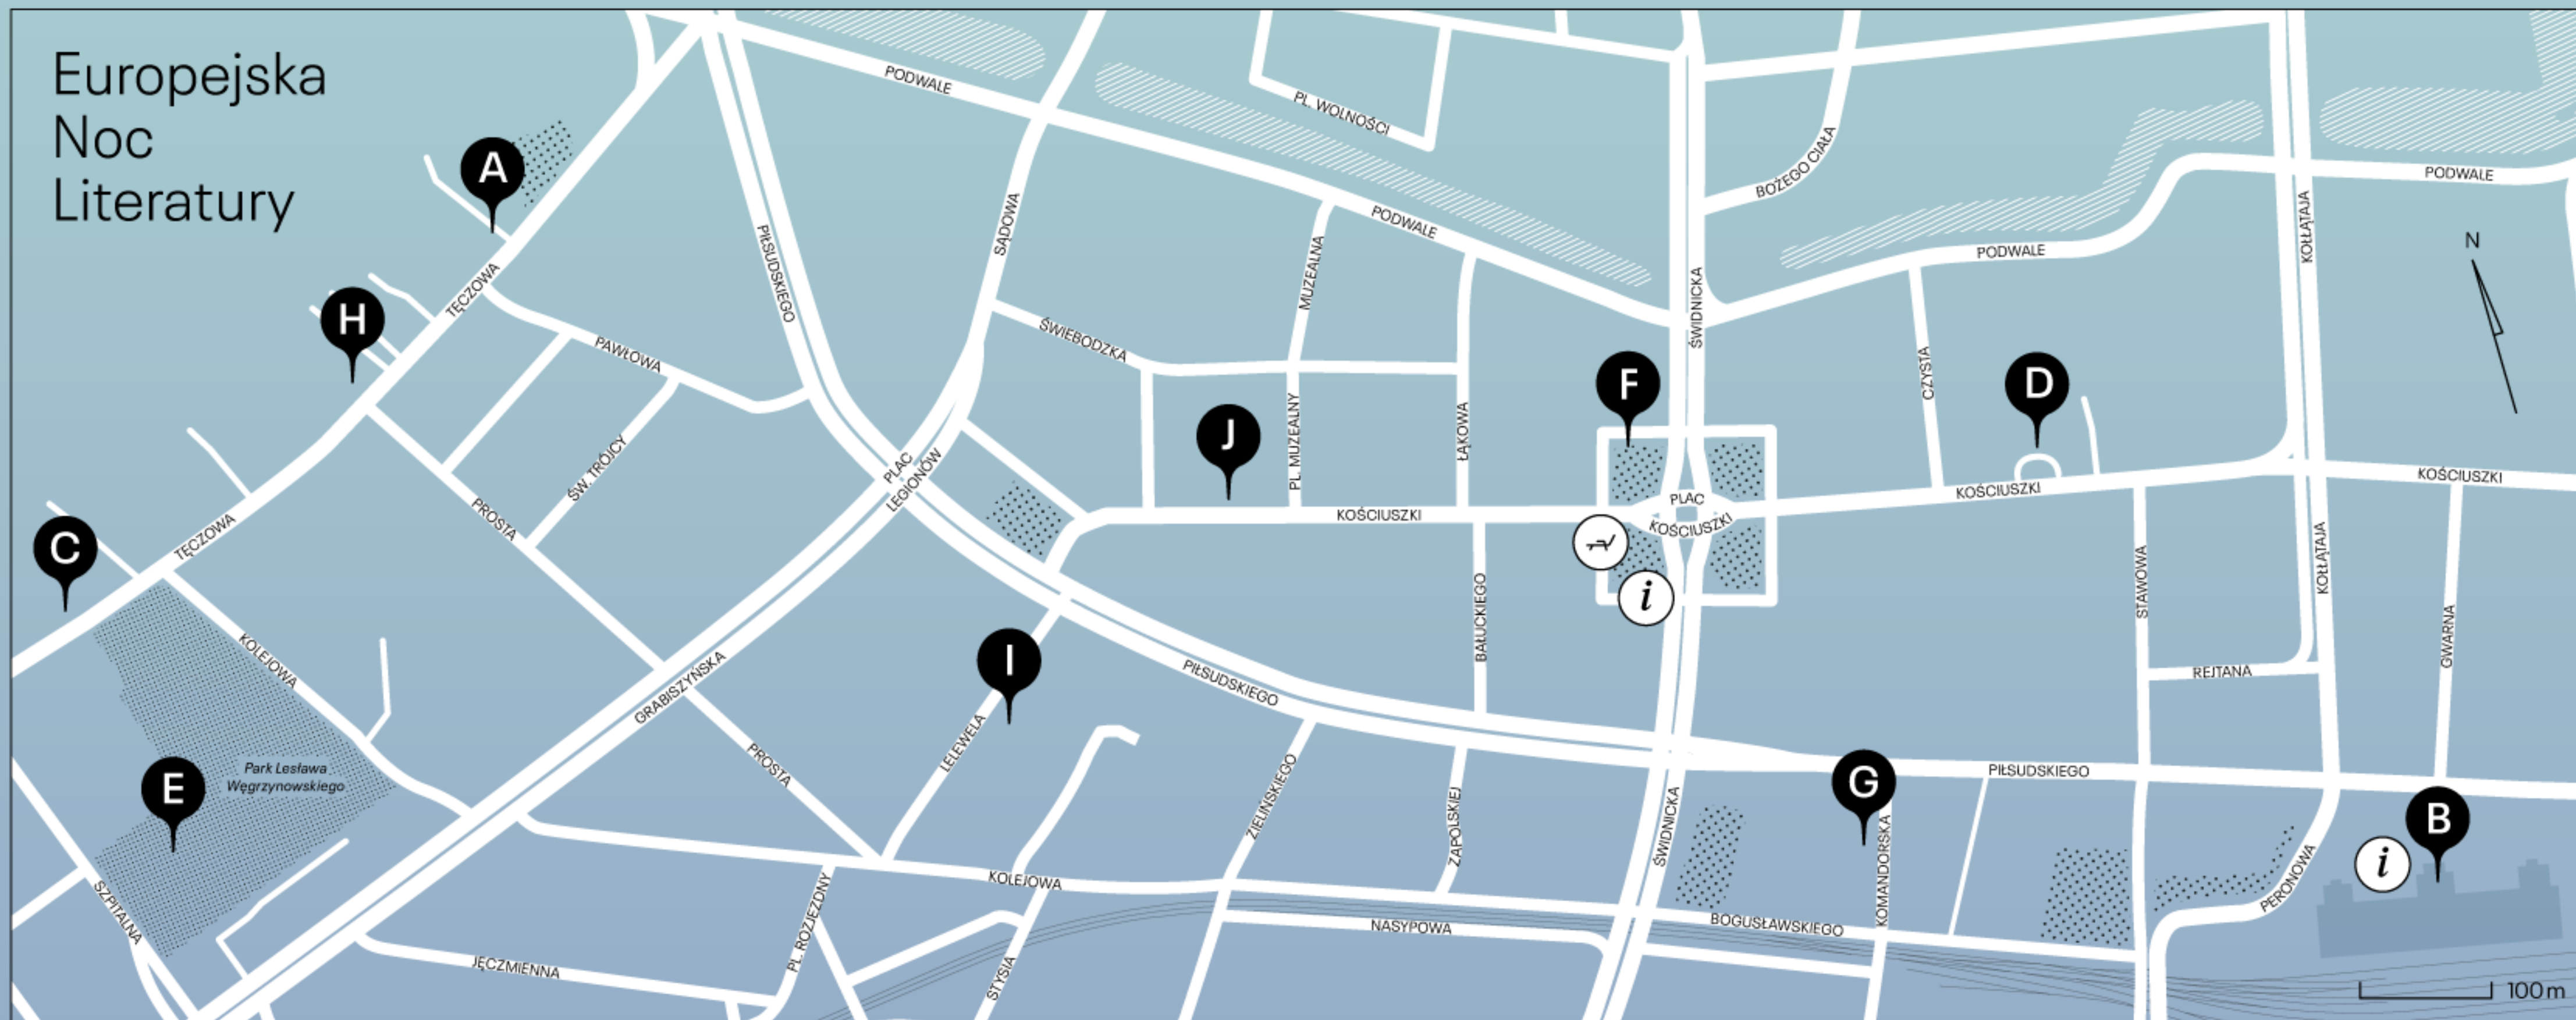 Europejska
Noc
Literatury
PODWALE
PL. WOLNOŚCI
BOŻEGO CIAŁA
PODWALE
KOŁŁĄTAJA
A
PIŁSUDSKIEGO
SĄDOWA
MUZEALNA
PODWALE
PODWALE
N
TĘCZOWA
H
ŚWIDNICKA
PAWŁOWA
ŚWIEBODZKA
CZYSTA
F
D
J
PL. MUZEALNY
ŁĄKOWA
ŚW. TRÓJCY
PLAC
LEGIONÓW
KOŚCIUSZKI
PLAC
KOŚCIUSZKI
KOŚCIUSZKI
KOŚCIUSZKI
PROSTA
TĘCZOWA
C
i
BAŁUCKIEGO
STAWOWA
KOŁŁĄTAJA
GWARNA
KOLEJOWA
GRABISZYŃSKA
I
PIŁSUDSKIEGO
REJTANA
LELEWELA
PROSTA
Park Lesława
Węgrzynowskiego
E
ZIELIŃSKIEGO
ZAPOLSKIEJ
ŚWIDNICKA
G
PIŁSUDSKIEGO
B
i
KOMANDORSKA
PERONOWA
KOLEJOWA
SZPITALNA
PL. ROZJEZDNY
NASYPOWA
BOGUSŁAWSKIEGO
JĘCZMIENNA
STYSIA
100 m